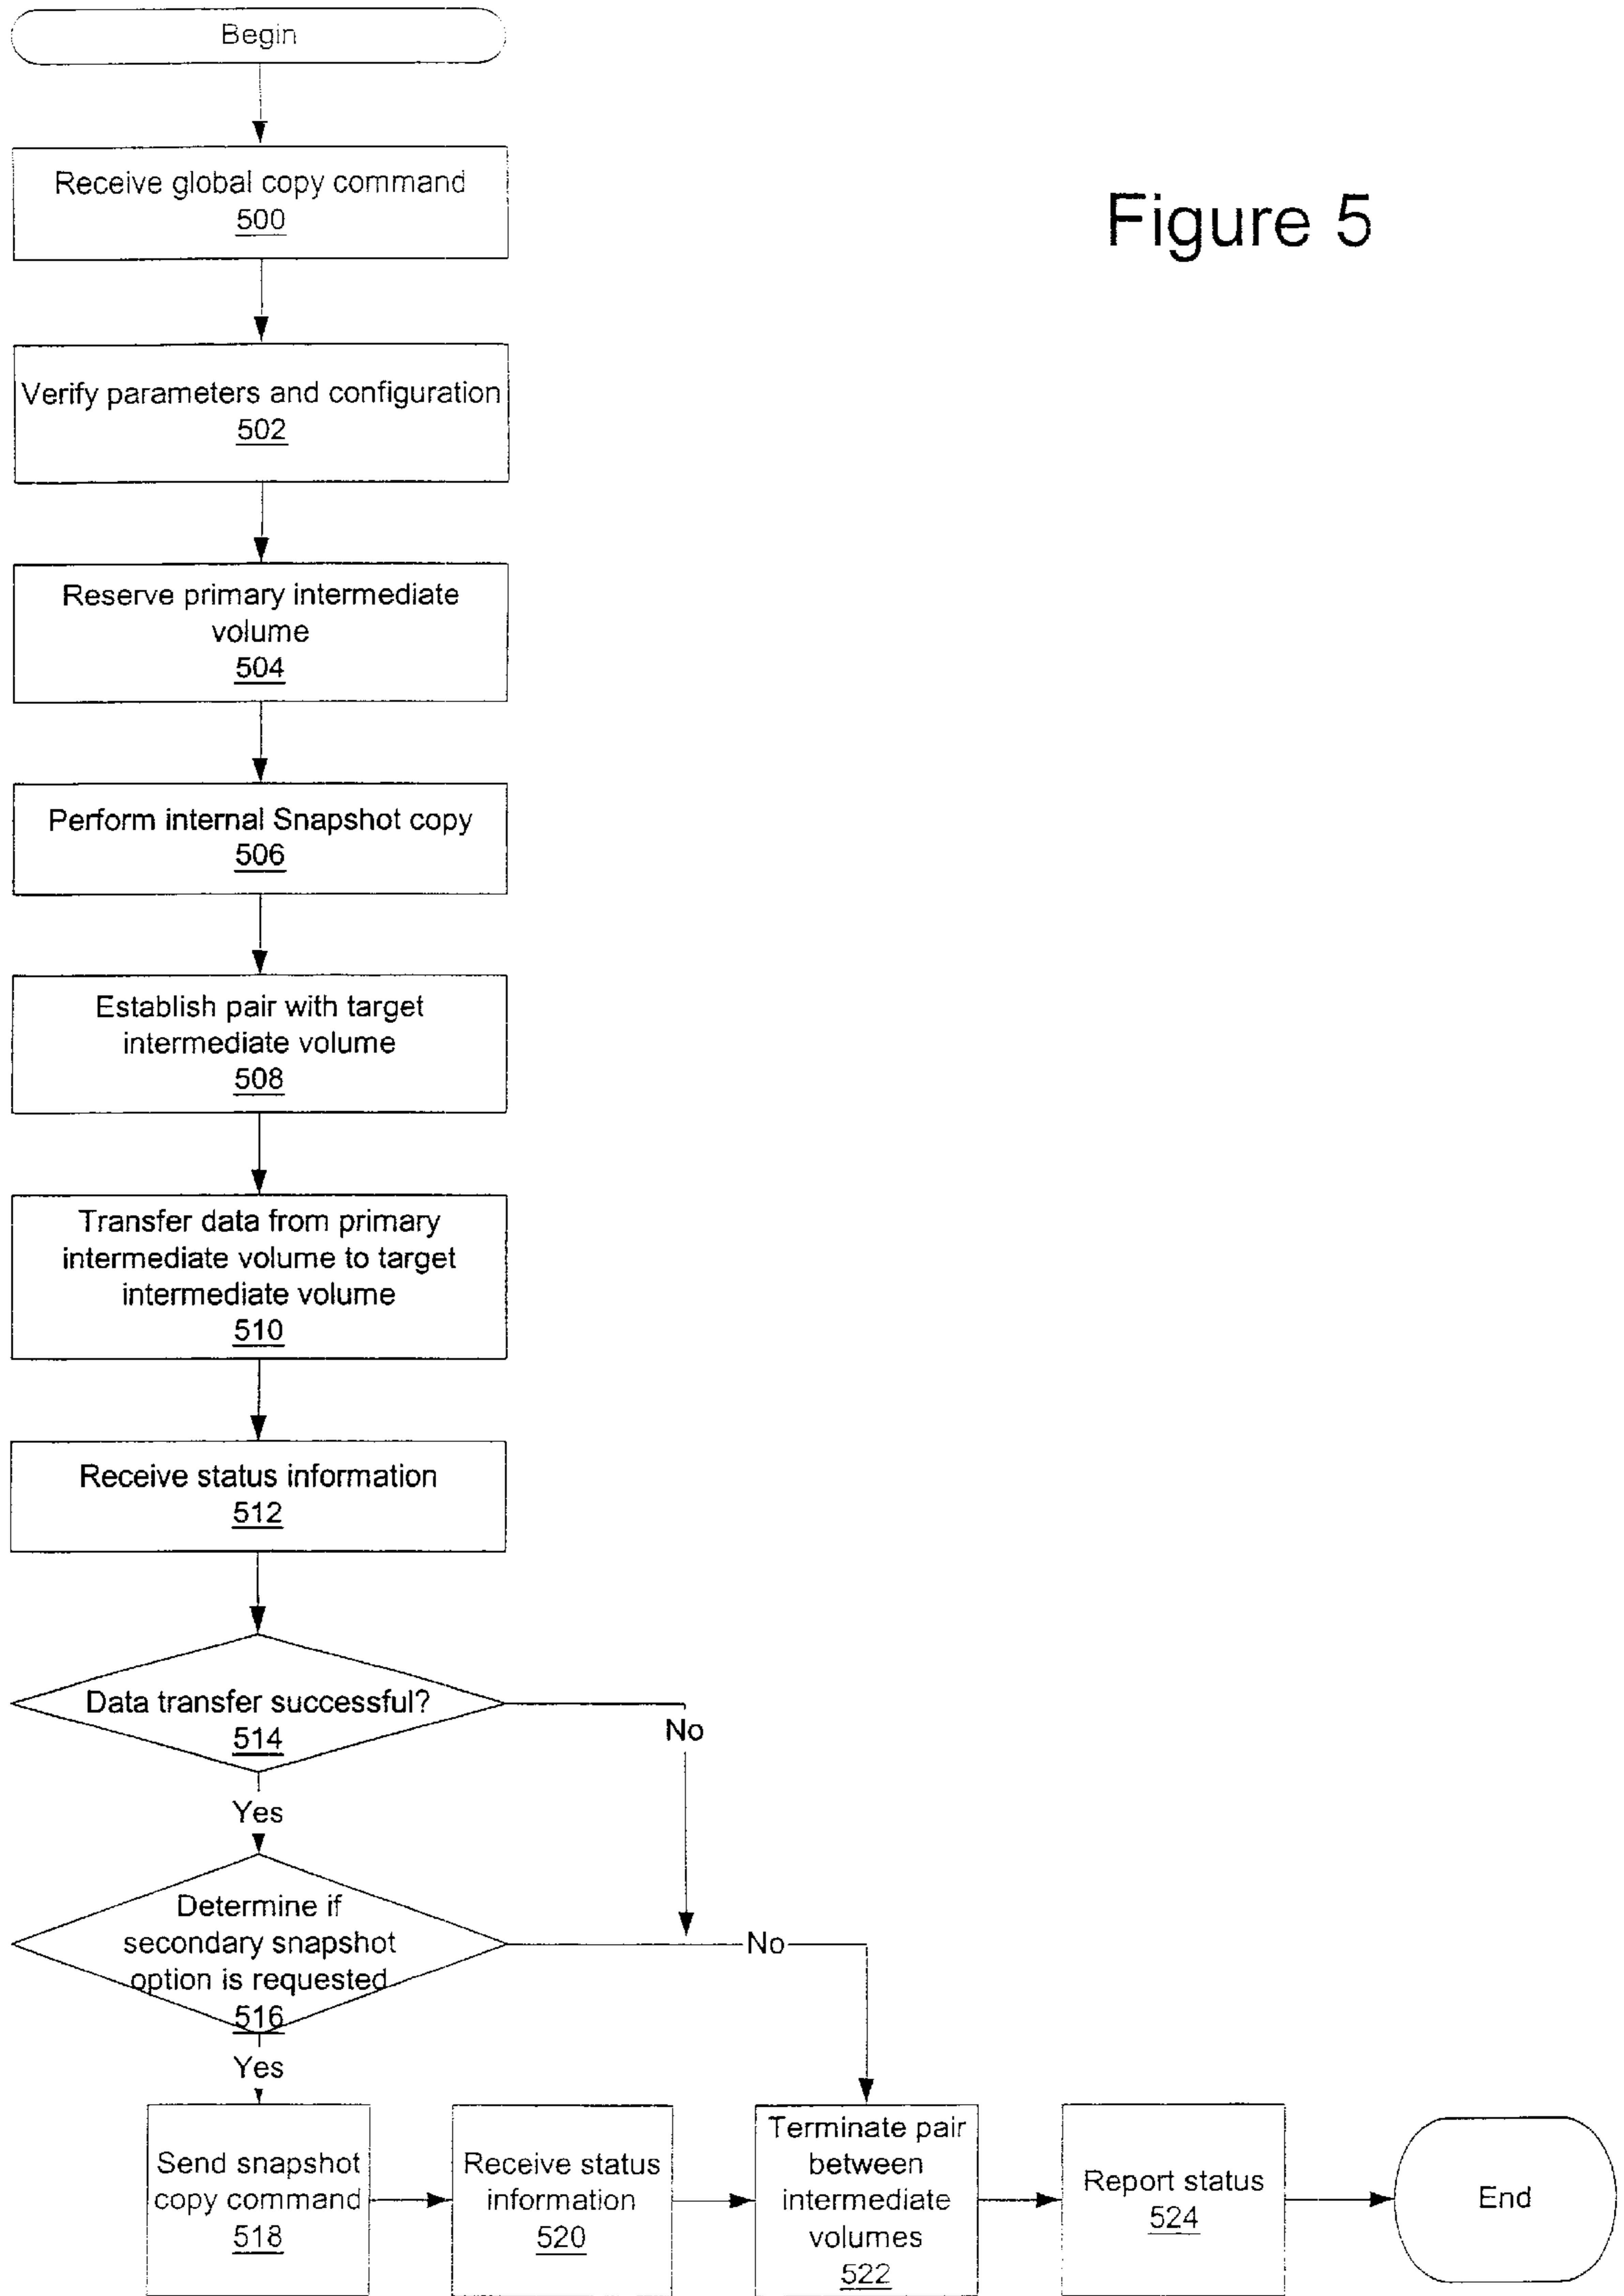 Begin
Receive global copy command
500
Figure 5
Verify parameters and configuration
502
Reserve primary intermediate
volume
504
Perform internal Snapshot copy
506
Establish pair with target
intermediate volume
508
Transfer data from primary
intermediate volume to target
intermediate volume
510
Receive status information
512
Data transfer successful?
514
No
Yes
Determine if
secondary snapshot
option is requested
516
No
Yes
Send snapshot
copy command
518
Receive status
information
520
Terminate pair
between
intermediate
volumes
522
Report status
524
End